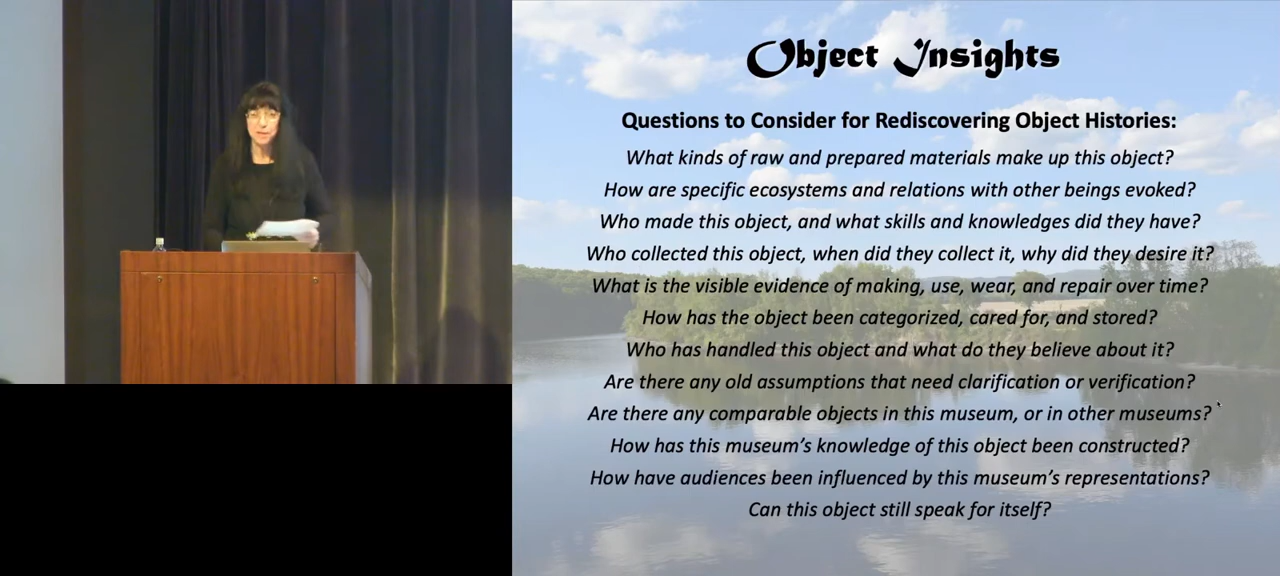 Object Insights
Questions to Consider for Rediscovering Object Histories:
What kinds of raw and prepared materials make up this object?
How are specific ecosystems and relations with other beings evoked?
Who made this object, and what skills and knowledges did they have?
Who collected this object, when did they collect it, why did they desire it?
What is the visible evidence of making, use, wear, and repair over time?
How has the object been categorized, cared for, and stored?
Who has handled this object and what do they believe about it?
Are there any old assumptions that need clarification or verification?
Are there any comparable objects in this museum, or in other museums?
How has this museum’s knowledge of this object been constructed?
How have audiences been influenced by this museum’s representations?
Can this object still speak for itself?